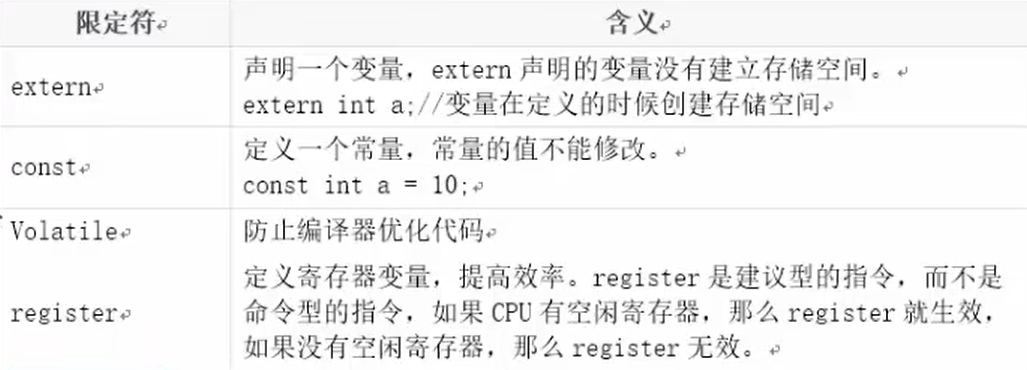 限定符 含义
extern
声明一个变量，extern 声明的变量没有建立存储空间。
extern int a;//变量在定义的时候创建存储空间
const
定义一个常量，常量的值不能修改。
const int a = 10;
Volatile 防止编译器优化代码
register
定义寄存器变量，提高效率。register 是建议型的指令，而不是
命令型的指令，如果 CPU 有空闲寄存器，那么 register 就生效，
如果没有空闲寄存器，那么 register 无效。